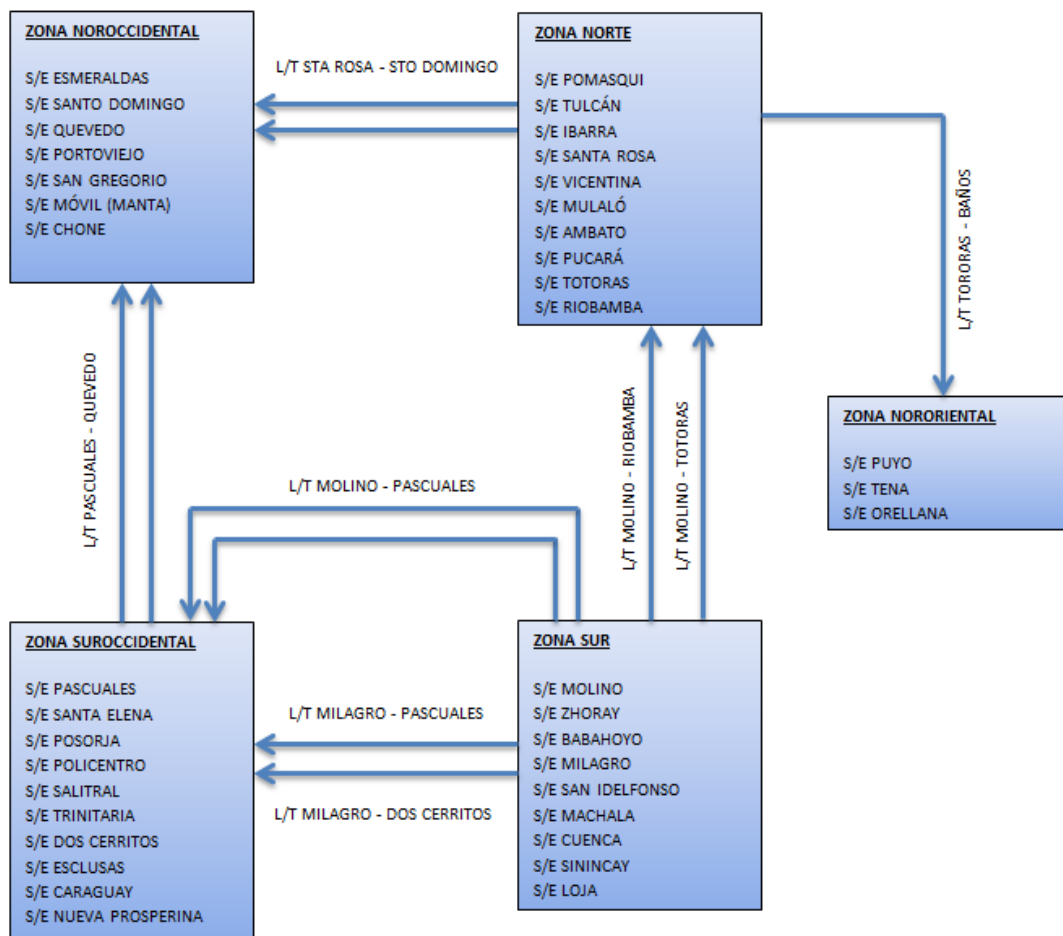 ZONA NOROCCIDENTAL
S/E ESMERALDAS
S/E SANTO DOMINGO
S/E QUEVEDO
S/E PORTOVIEJO
S/E SAN GREGORIO
S/E MÓVIL (MANTA)
S/E CHONE
L/T STA ROSA - STO DOMINGO
ZONA NORTE
S/E POMASQUI
S/E TULCÁN
S/E IBARRA
S/E SANTA ROSA
S/E VICENTINA
S/E MULALÓ
S/E AMBATO
S/E PUCARÁ
S/E TOTORAS
S/E RIOBAMBA
L/T TORORAS - BAÑOS
ZONA NORORIENTAL
S/E PUYO
S/E TENA
S/E ORELLANA
L/T PASCUALES - QUEVEDO
L/T MOLINO - PASCUALES
L/T MOLINO - RIOBAMBA
L/T MOLINO - TOTORAS
ZONA SUROCCIDENTAL
S/E PASCUALES
S/E SANTA ELENA
S/E POSORJA
S/E POLICENTRO
S/E SALITRAL
S/E TRINITARIA
S/E DOS CERRITOS
S/E ESCLUSAS
S/E CARAGUAY
S/E NUEVA PROSPERINA
L/T MILAGRO - PASCUALES
L/T MILAGRO - DOS CERRITOS
ZONA SUR
S/E MOLINO
S/E ZHORAY
S/E BABAHOYO
S/E MILAGRO
S/E SAN IDELFONSO
S/E MACHALA
S/E CUENCA
S/E SININCAY
S/E LOJA